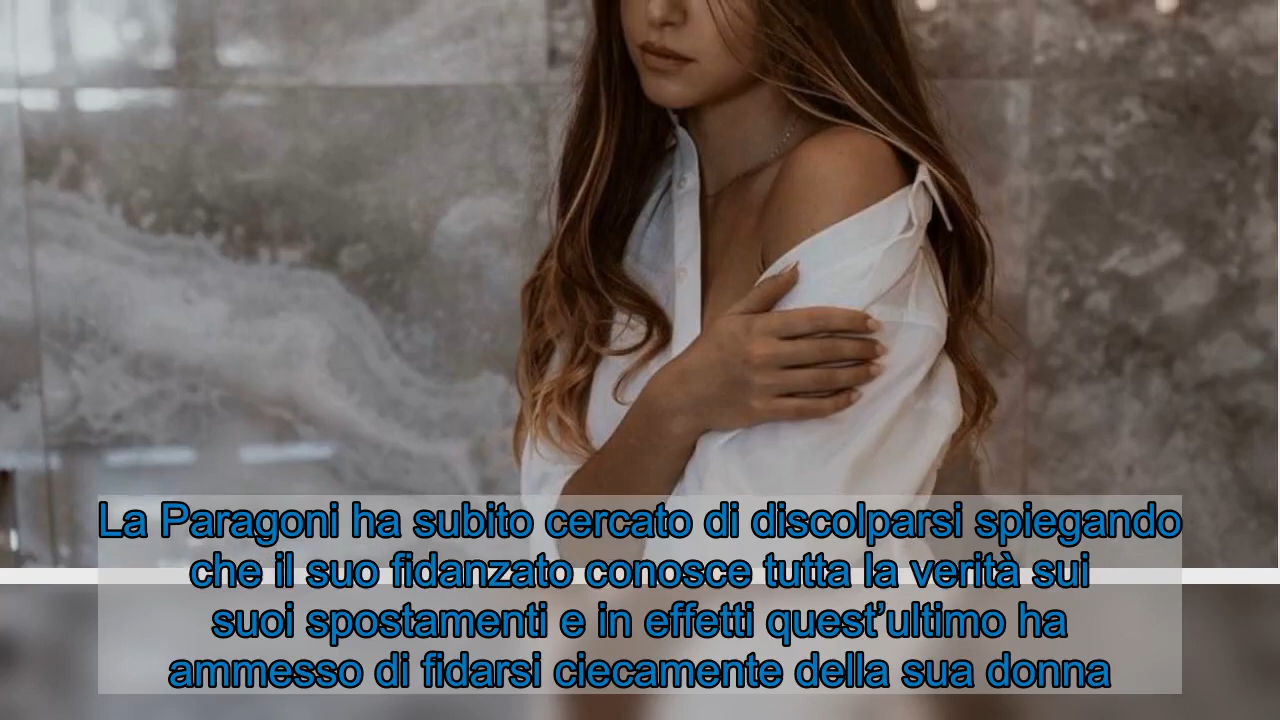 La Paragoni ha subito cercato di discolparsi spiegando
che il suo fidanzato conosce tutta la verità sui
suoi spostamenti e in effetti quest’ultimo ha
ammesso di fidarsi ciecamente della sua donna